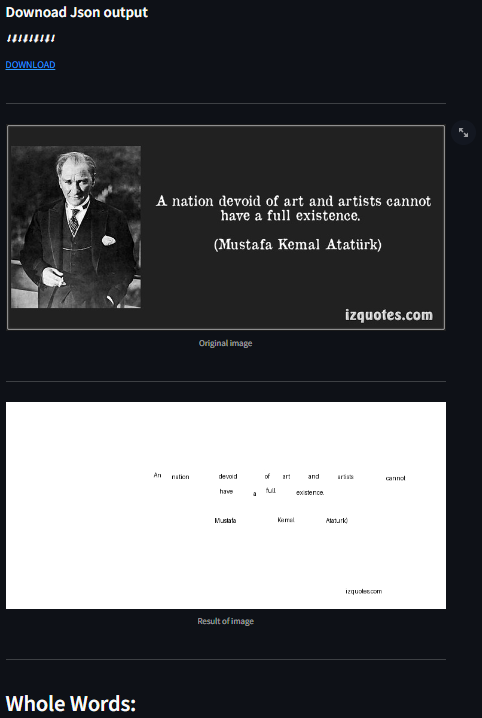 Downoad Json output
⬇⬇⬇⬇⬇⬇⬇⬇⬇
DOWNLOAD
A nation devoid of art and artists cannot
have a full existence.
(Mustafa Kemal Atatürk)
izquotes.com
Original image
An nation devoid of art and artists cannot
have a full existence.
Mustafa Kemal Ataturk)
izquotes.com
Result of image
Whole Words: